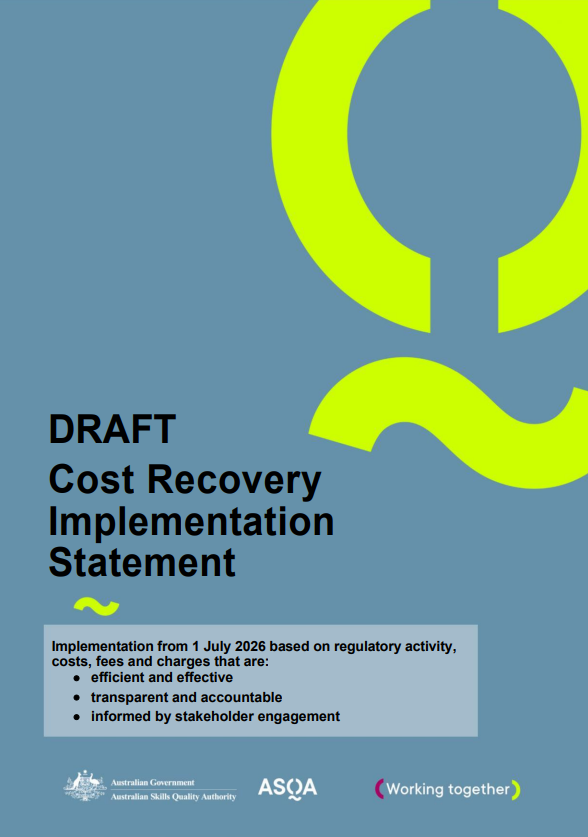 DRAFT
Cost Recovery
Implementation
Statement
Implementation from 1 July 2026 based on regulatory activity,
costs, fees and charges that are:
• efficient and effective
• transparent and accountable
• informed by stakeholder engagement
Australian Government
Australian Skills Quality Authority
ASQA
Working together